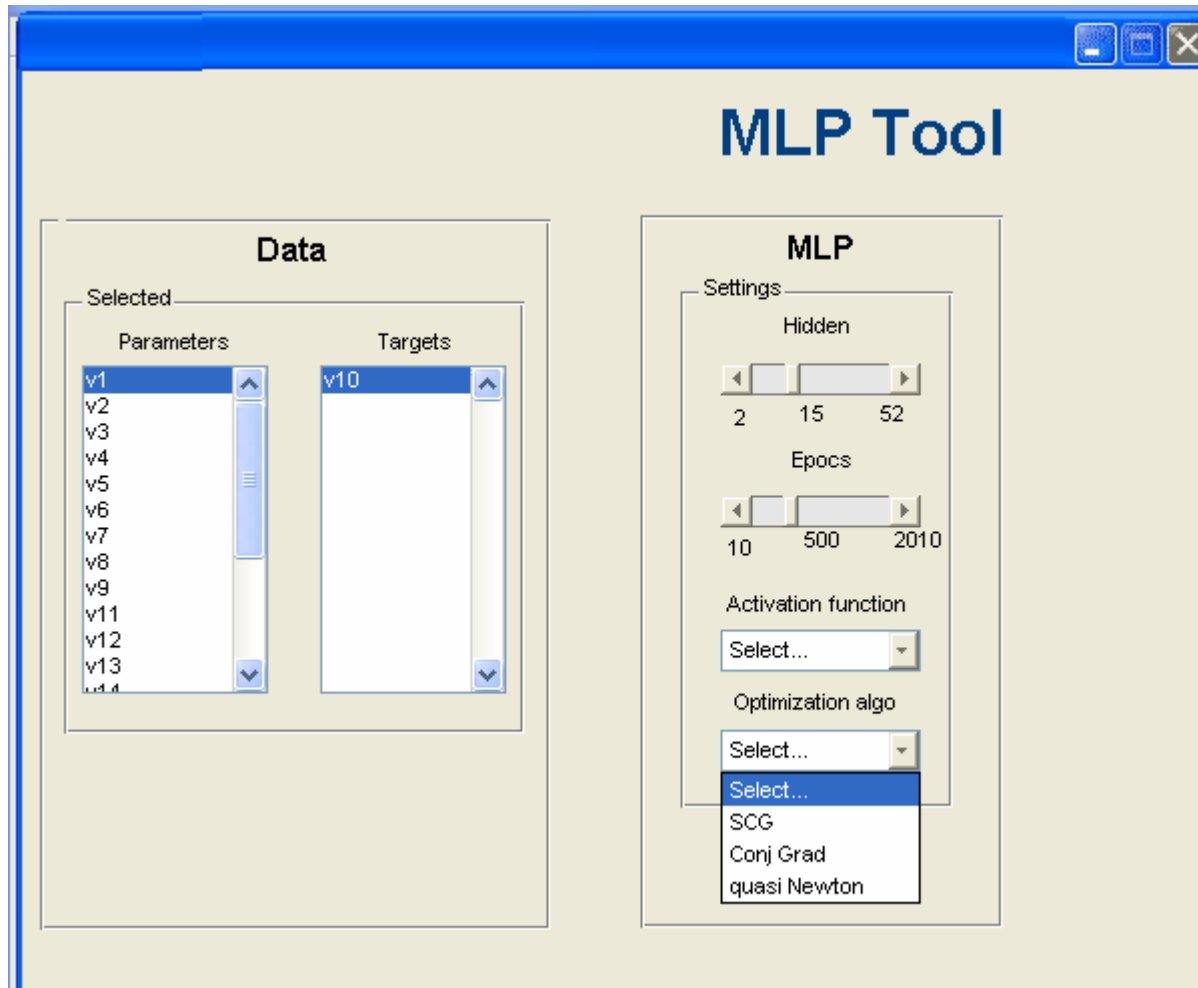 MLP Tool
Data
Selected
Parameters
Targets
v1
v2
v3
v4
v5
v6
v7
v8
v9
v11
v12
v13
v14
v10
MLP
Settings
Hidden
2 15 52
Epocs
10 500 2010
Activation function
Select...
Optimization algo
Select...
Select...
SCG
Conj Grad
quasi Newton